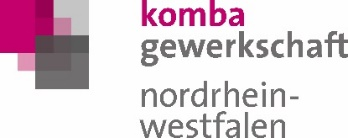 komba
gewerkschaft
nordrhein-
westfalen